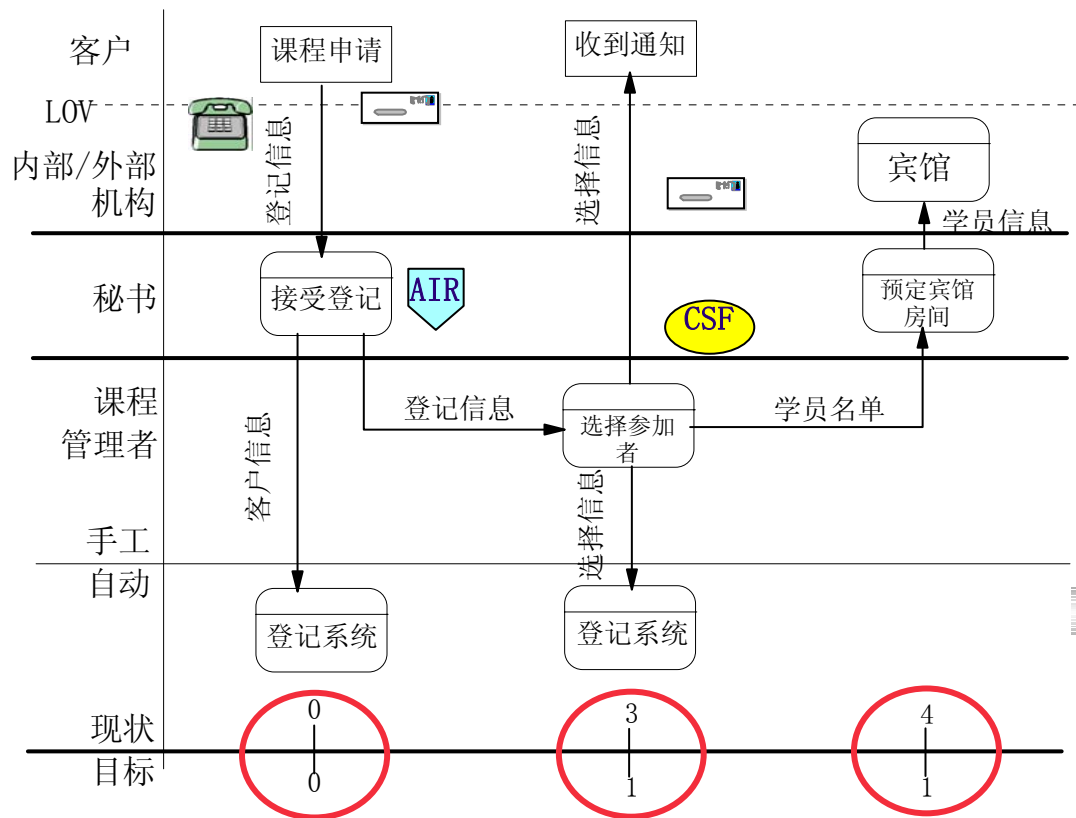 客户
课程申请
收到通知
LOV
登记信息
选择信息
内部/外部
机构
宾馆
学员信息
秘书
接受登记
AIR
CSF
预定宾馆
房间
课程
管理者
登记信息
选择参加
者
学员名单
客户信息
选择信息
手工
自动
登记系统
登记系统
现状
0
3
4
目标
0
1
1